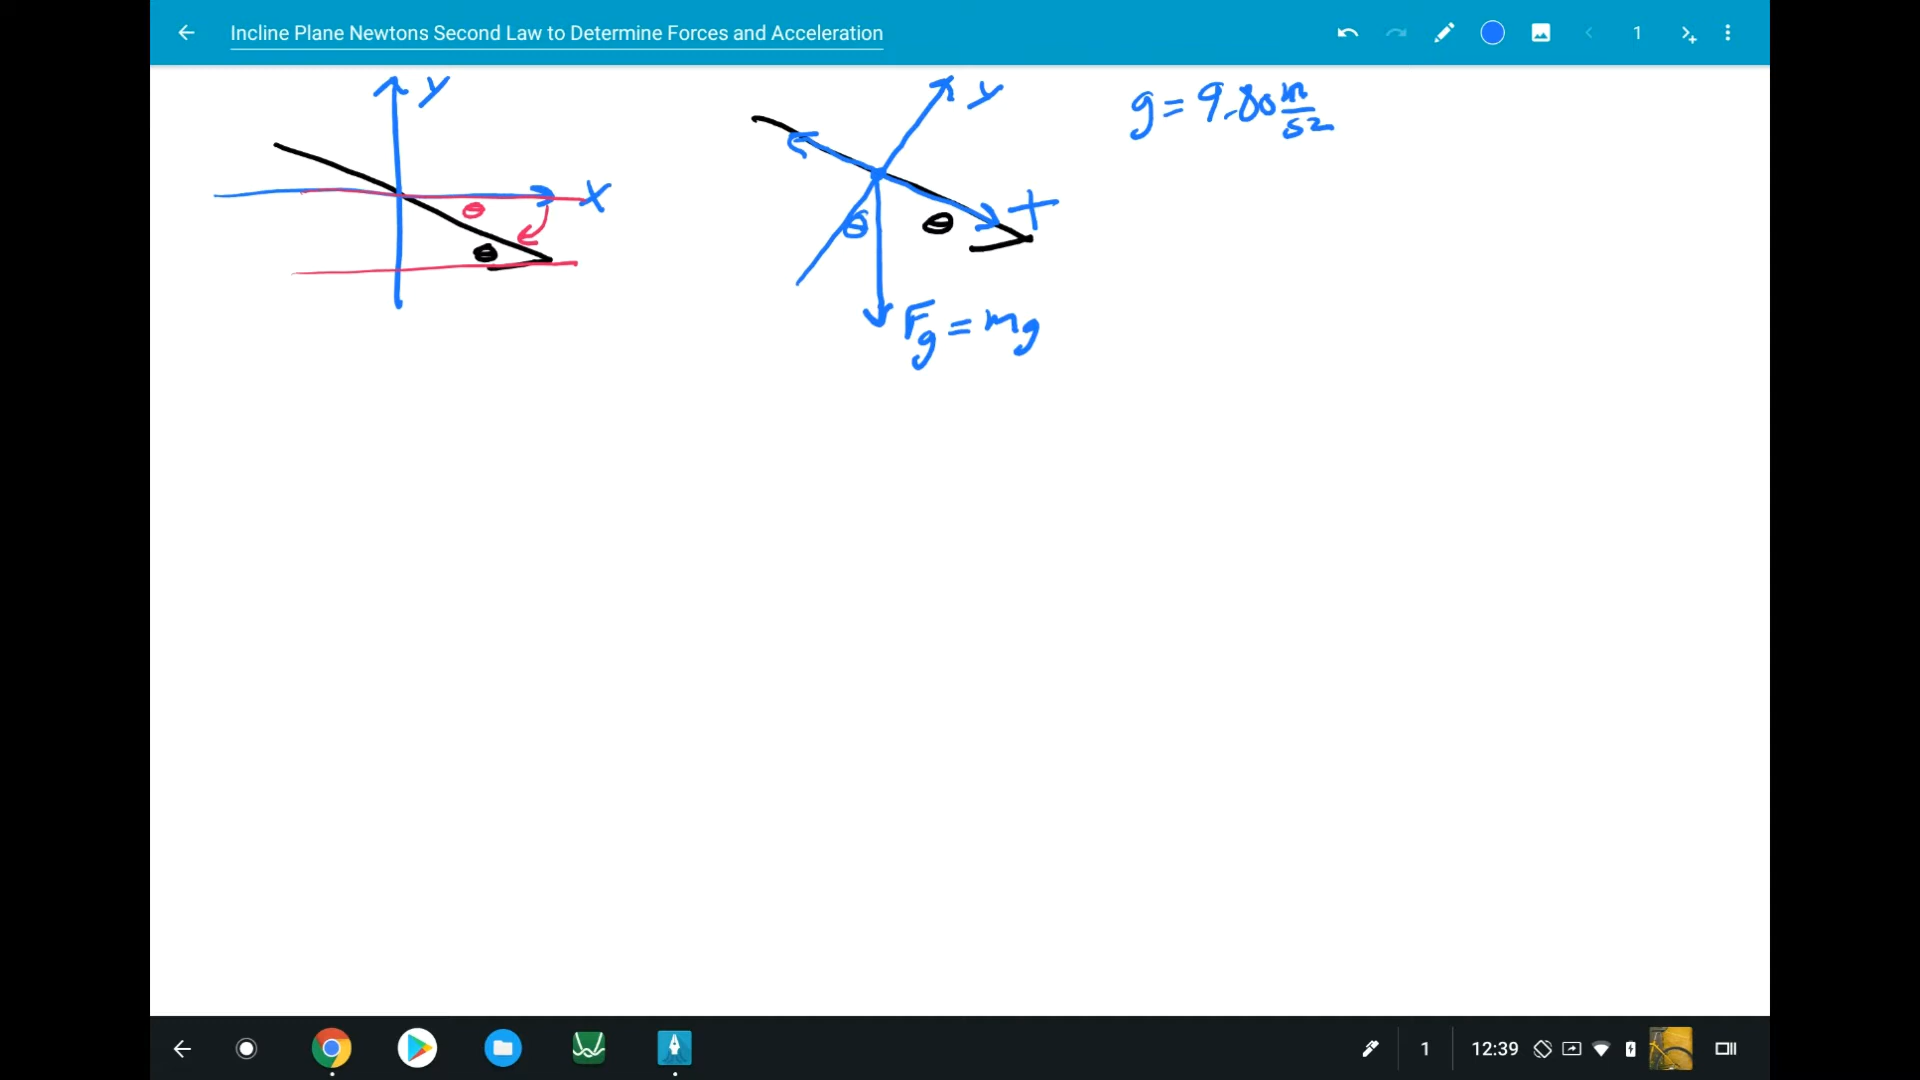 Incline Plane Newtons Second Law to Determine Forces and Acceleration
1
y
x
θ
θ
y
+
θ
θ
Fg = mg
g = 9.80 m/s2
1
12:39